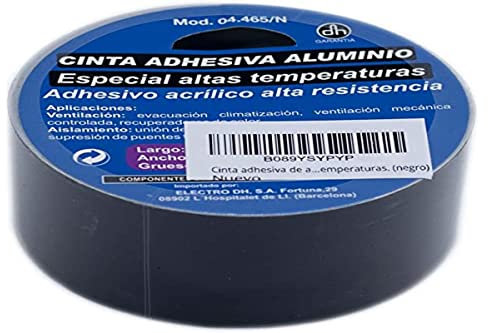 Mod. 04.465/N
dh
GARANTIA
CINTA ADHESIVA ALUMINIO
Especial altas temperaturas
Adhesivo acrílico alta resistencia
Aplicaciones:
Ventilación: evacuación climatización, ventilación mecánica
controlada, recuperadores de calor
Aislamiento: unión de
supresión de puentes
Largo:
Ancho
Grues
COMPONENTE
B089YSYPYP
Cinta adhesiva de a...emperaturas. (negro)
Nuevo
Importado por:
ELECTRO DH, S.A. Fortuna,29
08902 L´Hospitalet de Ll. (Barcelona)